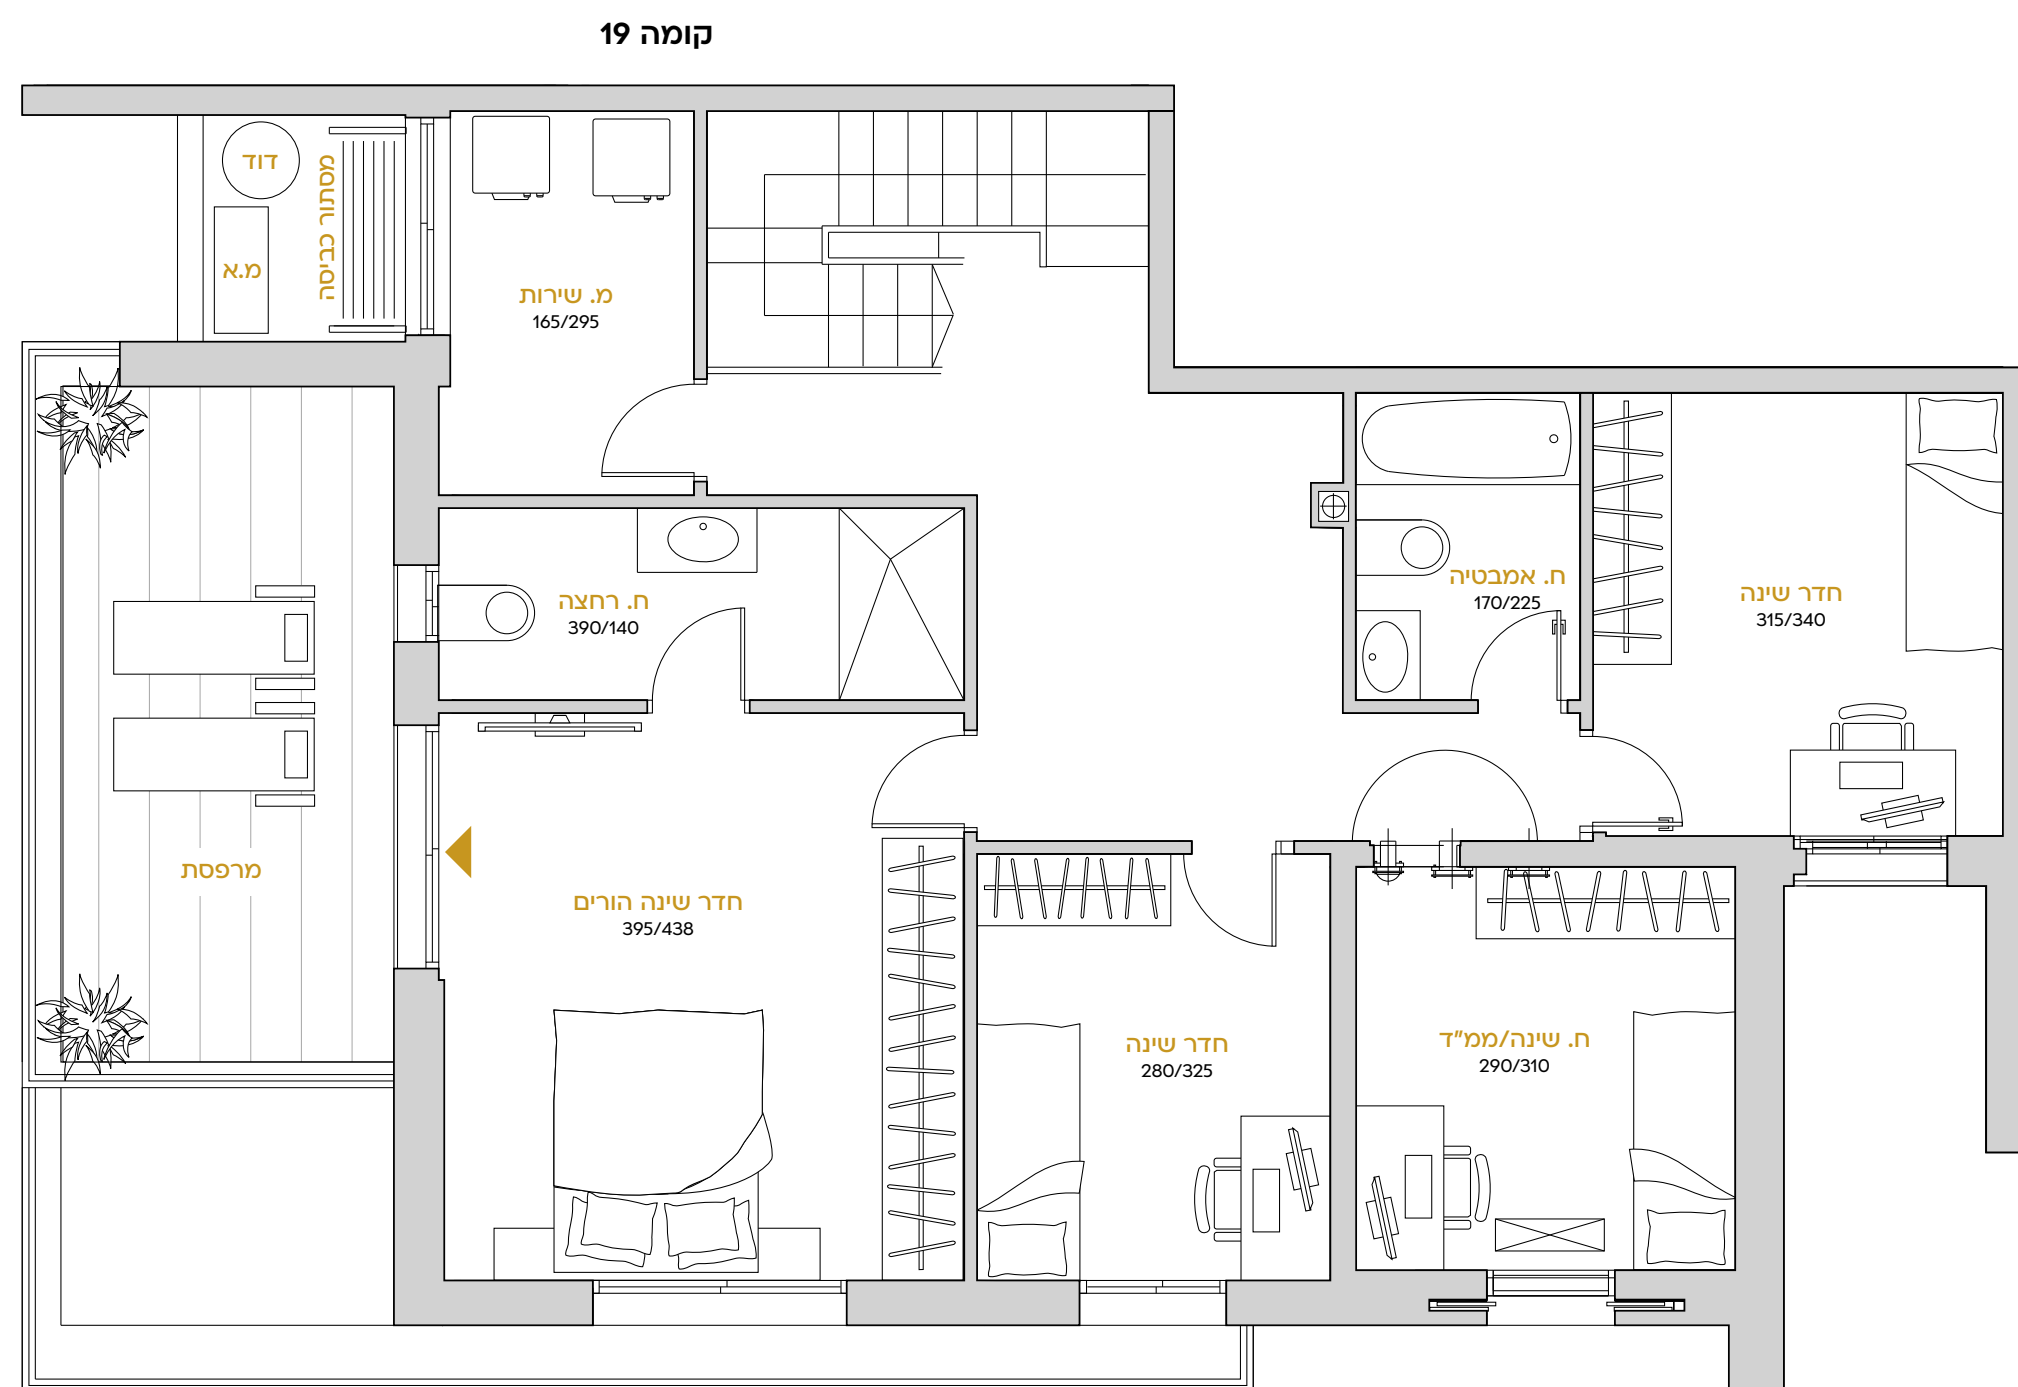 קומה 19
דוד
מסתור כביסה
מ.א
מ. שירות
165/295
ח. רחצה
390/140
ח. אמבטיה
170/225
חדר שינה
315/340
מרפסת
חדר שינה הורים
395/438
חדר שינה
280/325
ח. שינה/ממ"ד
290/310